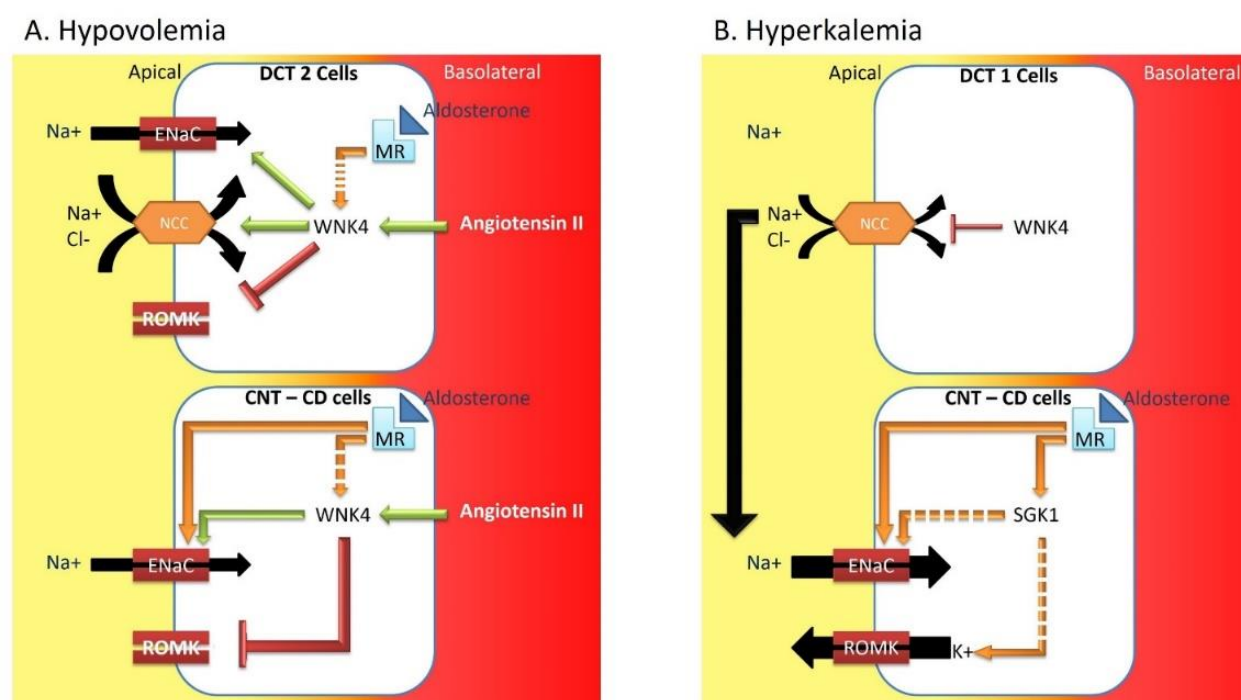 A. Hypovolemia
Apical
DCT 2 Cells
Basolateral
Aldosterone
Na+
ENaC
MR
Na+
Cl-
NCC
WNK4
Angiotensin II
ROMK
CNT – CD cells
Aldosterone
MR
WNK4
Angiotensin II
Na+
ENaC
ROMK
B. Hyperkalemia
Apical
DCT 1 Cells
Basolateral
Na+
Na+
Cl-
NCC
WNK4
CNT – CD cells
Aldosterone
MR
SGK1
Na+
ENaC
ROMK
K+